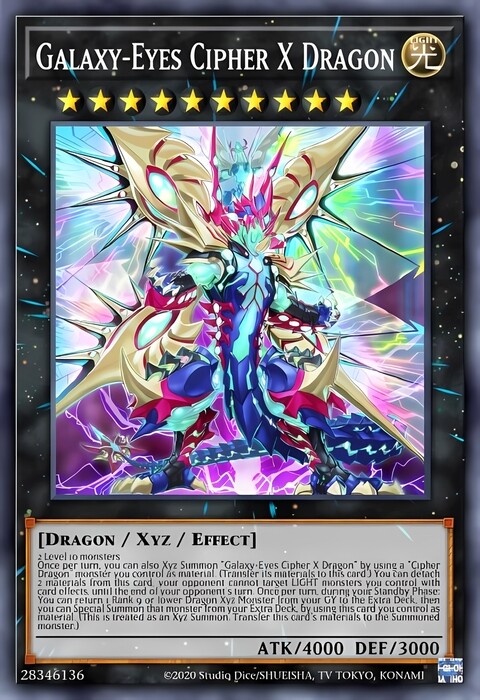 GALAXY-EYES CIPHER X DRAGON
LIGHT
光
[DRAGON / XYZ / EFFECT]
2 Level 10 monsters
Once per turn, you can also Xyz Summon "Galaxy-Eyes Cipher X Dragon" by using a "Cipher
Dragon" monster you control as material. (Transfer its materials to this card.) You can detach
2 materials from this card; your opponent cannot target LIGHT monsters you control with
card effects, until the end of your opponent's turn. Once per turn, during your Standby Phase:
You can return 1 Rank 9 or lower Dragon Xyz Monster from your GY to the Extra Deck, then
you can Special Summon that monster from your Extra Deck, by using this card you control as
material. (This is treated as an Xyz Summon. Transfer this card's materials to the Summoned
monster.)
ATK/4000 DEF/3000
28346136
©2020 Studio Dice/SHUEISHA, TV TOKYO, KONAMI